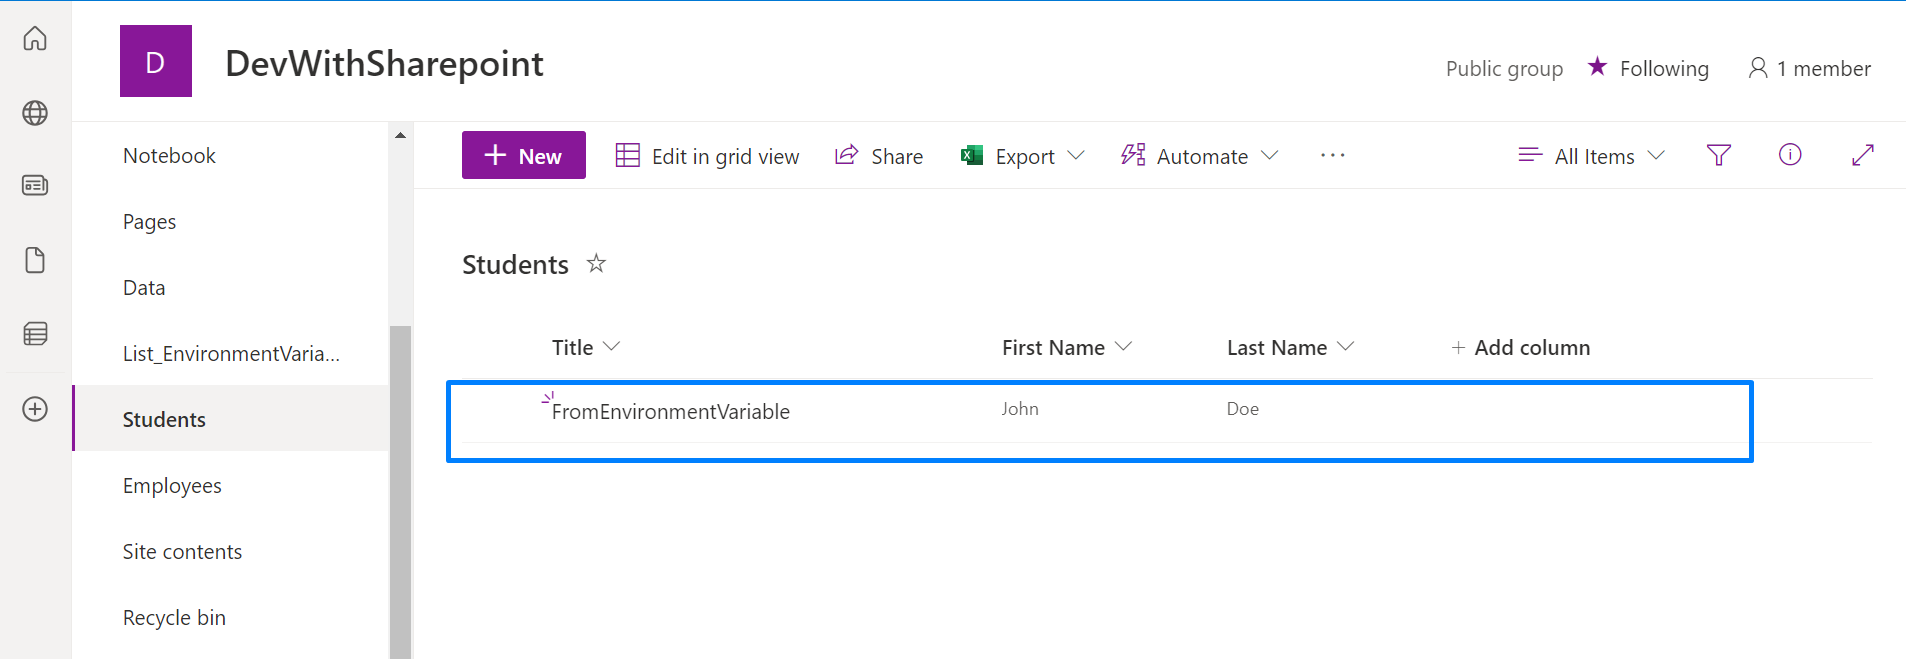 D
DevWithSharepoint
Public group
Following
1 member
Notebook
Pages
Data
List_EnvironmentVaria...
Students
Employees
Site contents
Recycle bin
+ New
Edit in grid view
Share
Export
Automate
...
All Items
Students
Title
First Name
Last Name
+ Add column
FromEnvironmentVariable
John
Doe